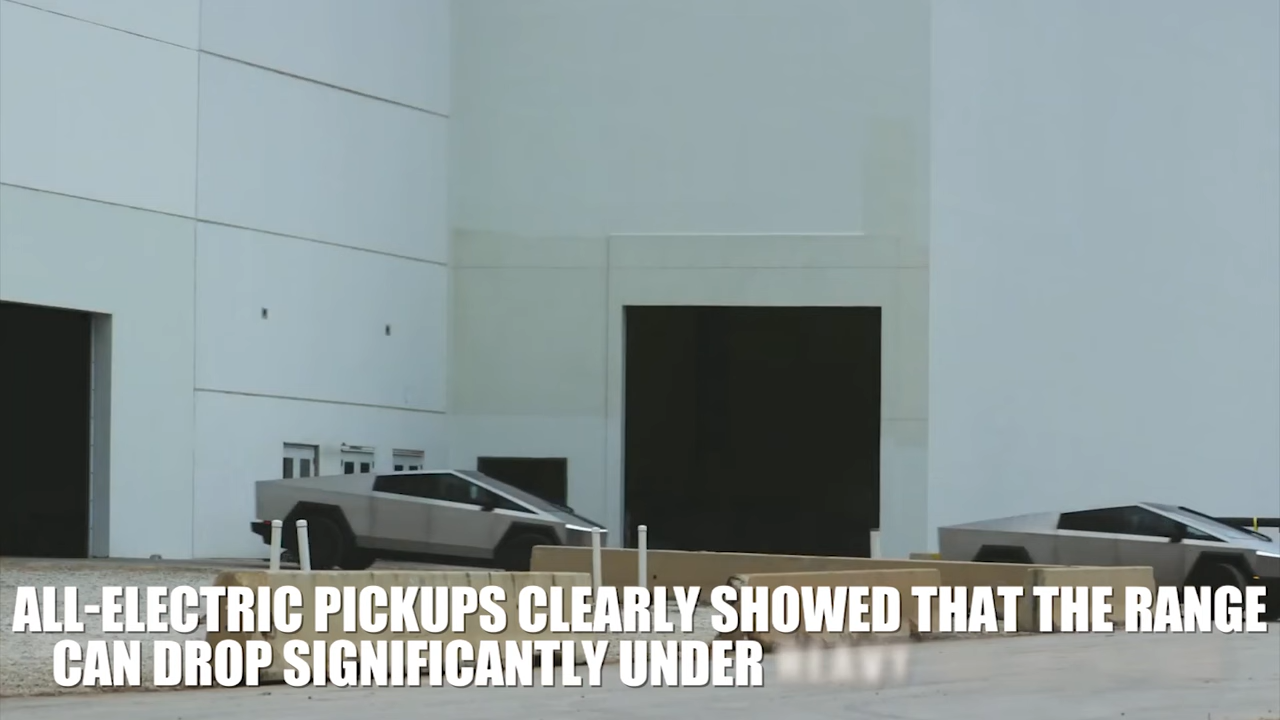 ALL-ELECTRIC PICKUPS CLEARLY SHOWED THAT THE RANGE
CAN DROP SIGNIFICANTLY UNDER